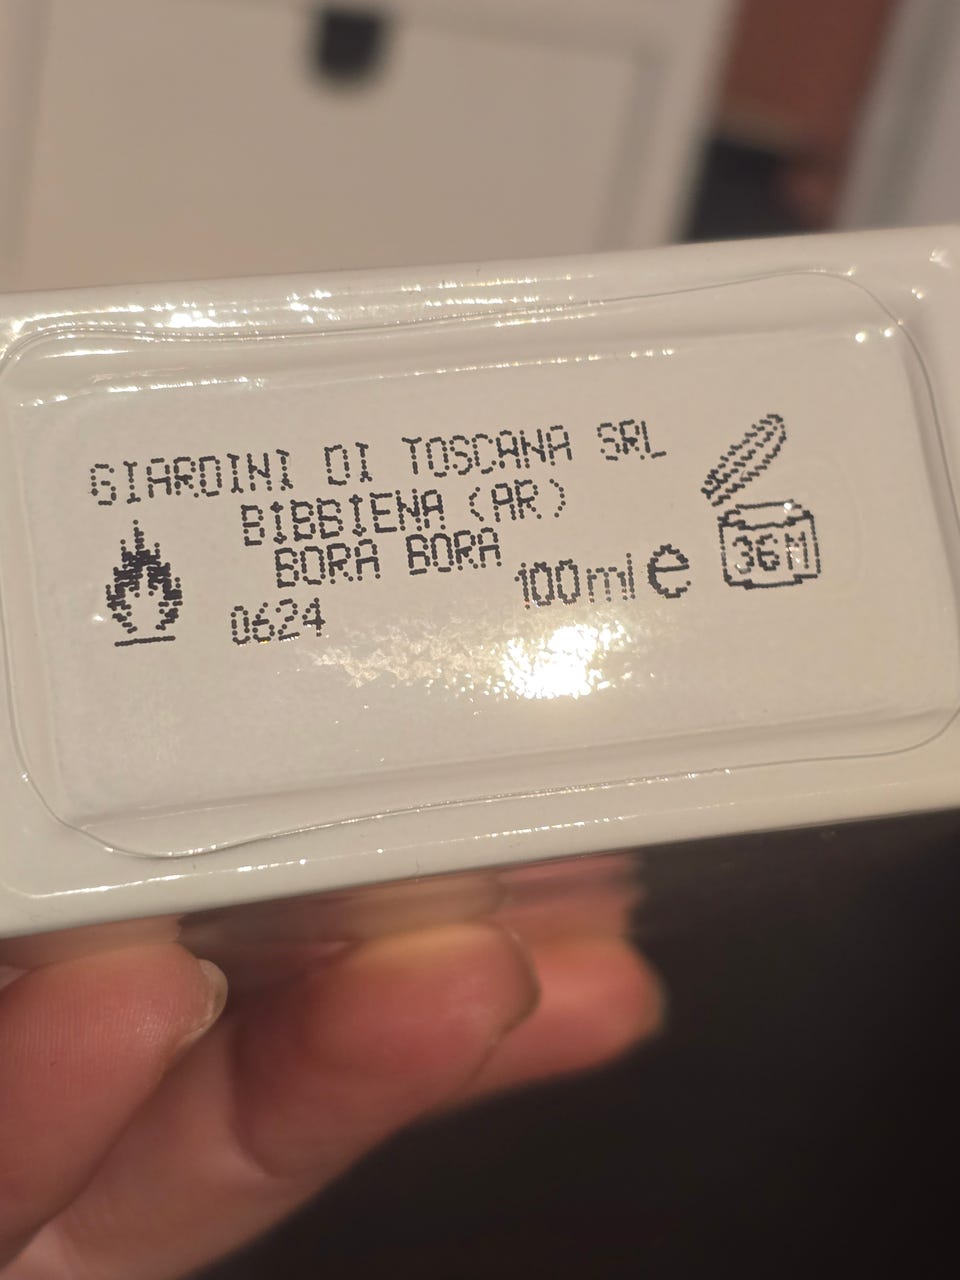 GIARDINI DI TOSCANA SRL
BIBBIENA (AR)
BORA BORA
0624
100ml e
36M